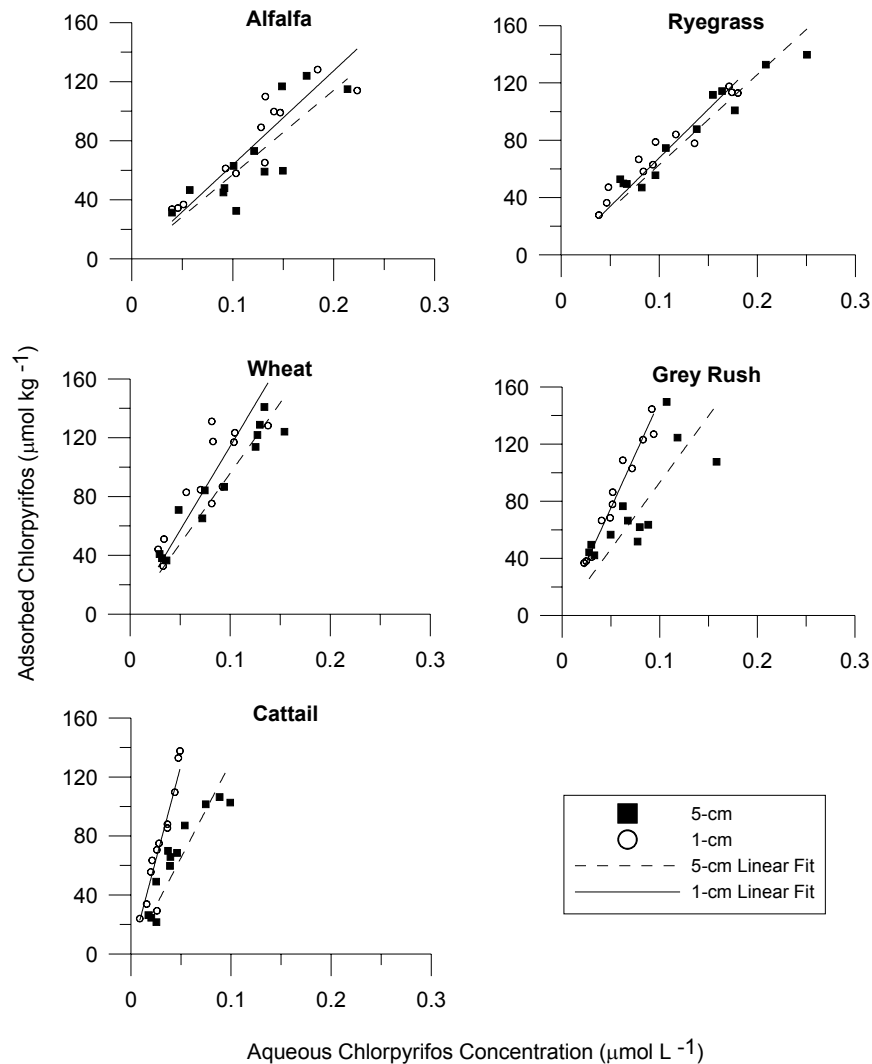 Alfalfa
160
120
80
40
0
0 0.1 0.2 0.3
Ryegrass
160
120
80
40
0
0 0.1 0.2 0.3
Wheat
160
120
80
40
0
0 0.1 0.2 0.3
Grey Rush
160
120
80
40
0
0 0.1 0.2 0.3
Cattail
160
120
80
40
0
0 0.1 0.2 0.3
Adsorbed Chlorpyrifos (μmol kg⁻¹)
Aqueous Chlorpyrifos Concentration (μmol L⁻¹)
5-cm
1-cm
5-cm Linear Fit
1-cm Linear Fit